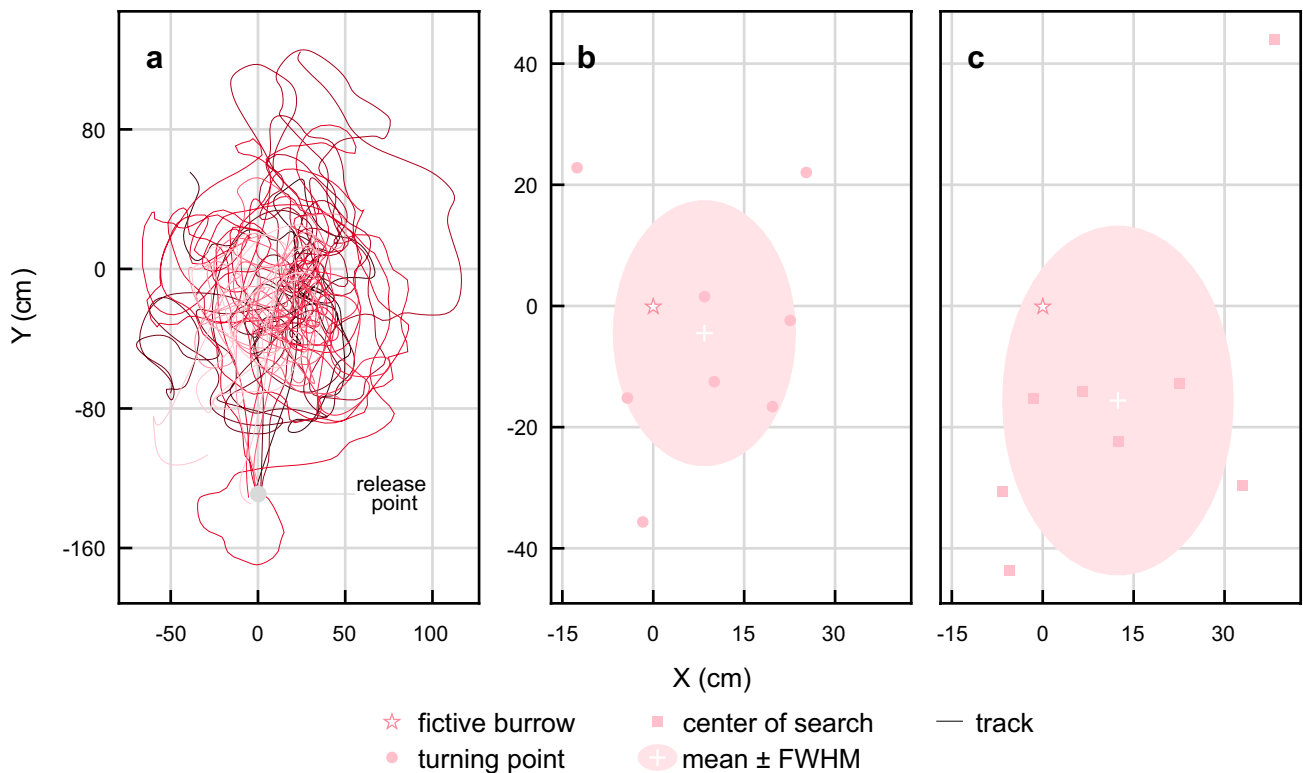 a
b
c
Y (cm)
80
0
-80
-160
40
20
0
-20
-40
release
point
-50
0
50
100
-15
0
15
30
-15
0
15
30
X (cm)
fictive burrow
center of search
track
turning point
mean ± FWHM